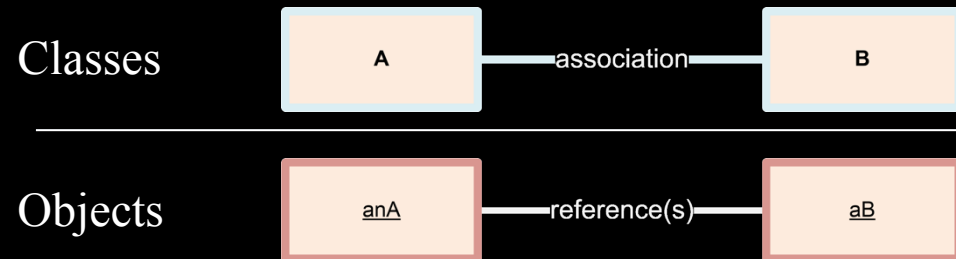 Classes
A
association
B
Objects
anA
reference(s)
aB